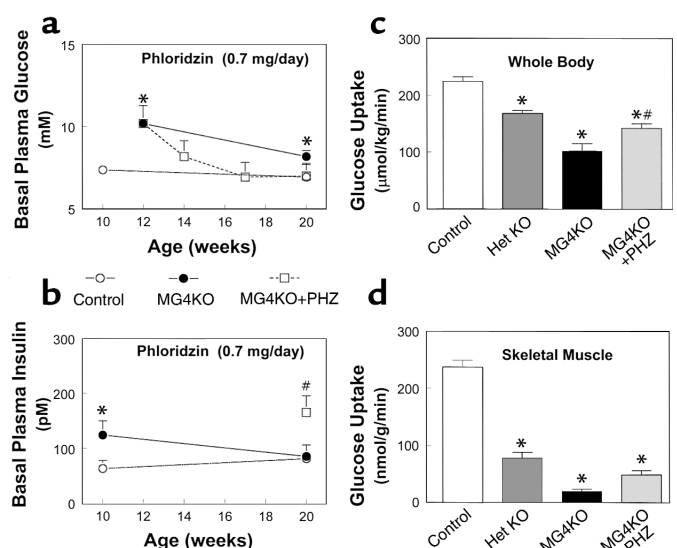 a
Phloridzin (0.7 mg/day)
Basal Plasma Glucose
(mM)
15
10
5
*
*
10 12 14 16 18 20
Age (weeks)
Control MG4KO MG4KO+PHZ
b
Phloridzin (0.7 mg/day)
Basal Plasma Insulin
(pM)
300
200
100
0
*
#
10 12 14 16 18 20
Age (weeks)
c
Whole Body
Glucose Uptake
(μmol/kg/min)
300
200
100
0
*
*
*#
Control
Het KO
MG4KO
MG4KO
+PHZ
d
Skeletal Muscle
Glucose Uptake
(nmol/g/min)
300
200
100
0
*
*
*
Control
Het KO
MG4KO
MG4KO
PHZ